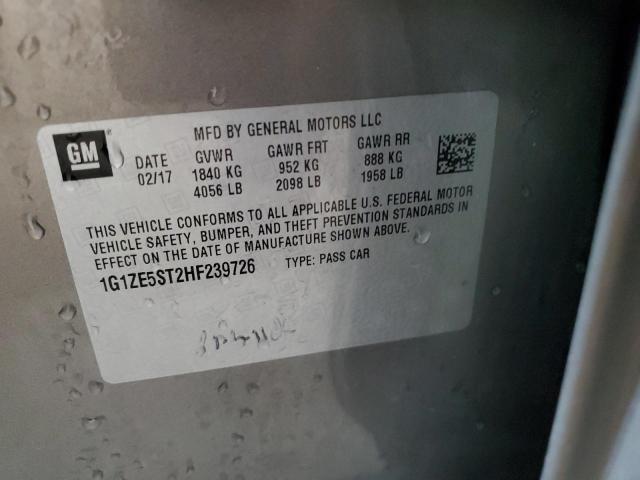 MFD BY GENERAL MOTORS LLC
GM ®
DATE GVWR GAWR FRT GAWR RR
02/17 1840 KG 952 KG 888 KG
4056 LB 2098 LB 1958 LB
THIS VEHICLE CONFORMS TO ALL APPLICABLE U.S. FEDERAL MOTOR
VEHICLE SAFETY, BUMPER, AND THEFT PREVENTION STANDARDS IN
EFFECT ON THE DATE OF MANUFACTURE SHOWN ABOVE.
1G1ZE5ST2HF239726 TYPE: PASS CAR